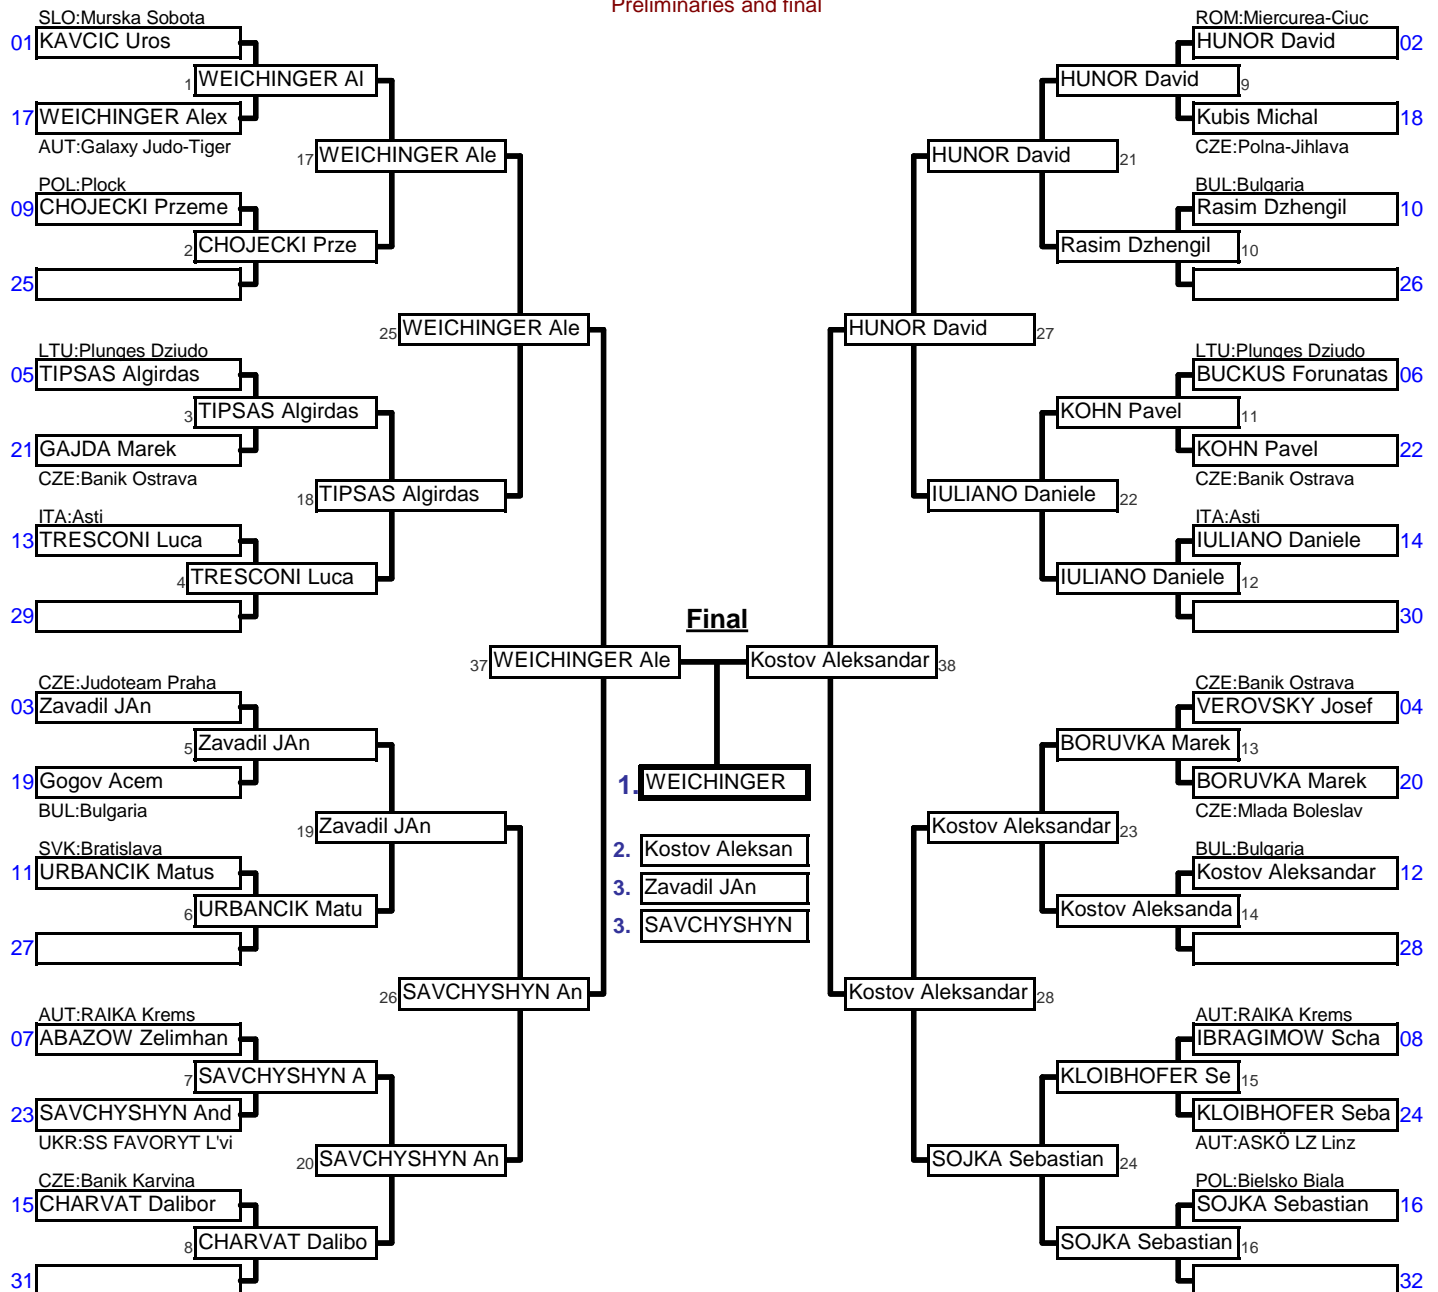 Preliminaries and final
SLO:Murska Sobota
01 KAVCIC Uros
1 WEICHINGER Al
17 WEICHINGER Alex
AUT:Galaxy Judo-Tiger
17 WEICHINGER Ale
POL:Plock
09 CHOJECKI Przeme
2 CHOJECKI Prze
25
25 WEICHINGER Ale
LTU:Plunges Dziudo
05 TIPSAS Algirdas
3 TIPSAS Algirdas
21 GAJDA Marek
CZE:Banik Ostrava
18 TIPSAS Algirdas
ITA:Asti
13 TRESCONI Luca
4 TRESCONI Luca
29
37 WEICHINGER Ale
CZE:Judoteam Praha
03 Zavadil JAn
5 Zavadil JAn
19 Gogov Acem
BUL:Bulgaria
19 Zavadil JAn
SVK:Bratislava
11 URBANCIK Matus
6 URBANCIK Matu
27
26 SAVCHYSHYN An
AUT:RAIKA Krems
07 ABAZOW Zelimhan
7 SAVCHYSHYN A
23 SAVCHYSHYN And
UKR:SS FAVORYT L'vi
20 SAVCHYSHYN An
CZE:Banik Karvina
15 CHARVAT Dalibor
8 CHARVAT Dalibo
31
Final
1. WEICHINGER
2. Kostov Aleksan
3. Zavadil JAn
3. SAVCHYSHYN
ROM:Miercurea-Ciuc
HUNOR David 02
HUNOR David 9
Kubis Michal 18
CZE:Polna-Jihlava
HUNOR David 21
BUL:Bulgaria
Rasim Dzhengil 10
Rasim Dzhengil 10
26
HUNOR David 27
LTU:Plunges Dziudo
BUCKUS Forunatas 06
KOHN Pavel 11
KOHN Pavel 22
CZE:Banik Ostrava
IULIANO Daniele 22
ITA:Asti
IULIANO Daniele 14
IULIANO Daniele 12
30
Kostov Aleksandar 38
CZE:Banik Ostrava
VEROVSKY Josef 04
BORUVKA Marek 13
BORUVKA Marek 20
CZE:Mlada Boleslav
Kostov Aleksandar 23
BUL:Bulgaria
Kostov Aleksandar 12
Kostov Aleksanda 14
28
Kostov Aleksandar 28
AUT:RAIKA Krems
IBRAGIMOW Scha 08
KLOIBHOFER Se 15
KLOIBHOFER Seba 24
AUT:ASKÖ LZ Linz
SOJKA Sebastian 24
POL:Bielsko Biala
SOJKA Sebastian 16
SOJKA Sebastian 16
32